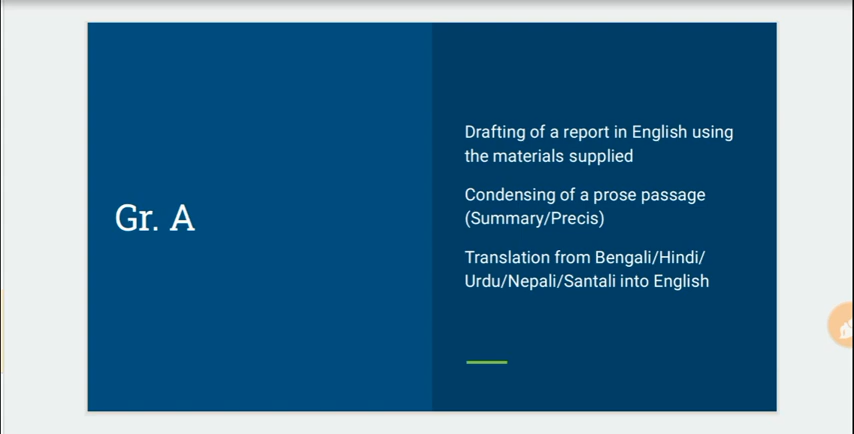 Gr. A
Drafting of a report in English using
the materials supplied
Condensing of a prose passage
(Summary/Precis)
Translation from Bengali/Hindi/
Urdu/Nepali/Santali into English